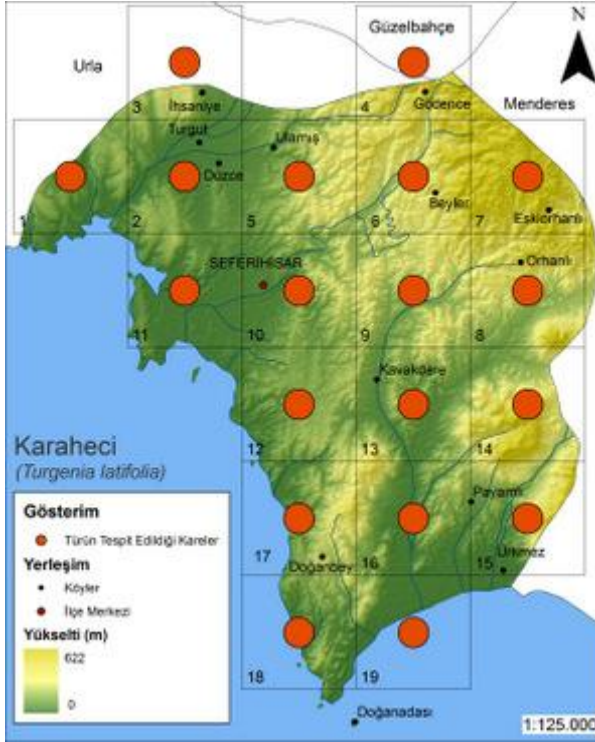 N
Güzelbahçe
Urla
Menderes
3
İhsaniye
4
Gödence
Turgut
Ulamış
Düzce
Beyler
Eskiorhanlı
1
2
5
6
7
SEFERİHİSAR
Orhanlı
11
10
9
8
Kavakdere
12
13
14
Karaheci
(Turgenia latifolia)
Payamlı
Gösterim
Türün Tespit Edildiği Kareler
Yerleşim
Köyler
İlçe Merkezi
Yükselti (m)
622
0
17
Doğanbey
16
15
Ürkmez
18
19
Doğanadası
1:125.000